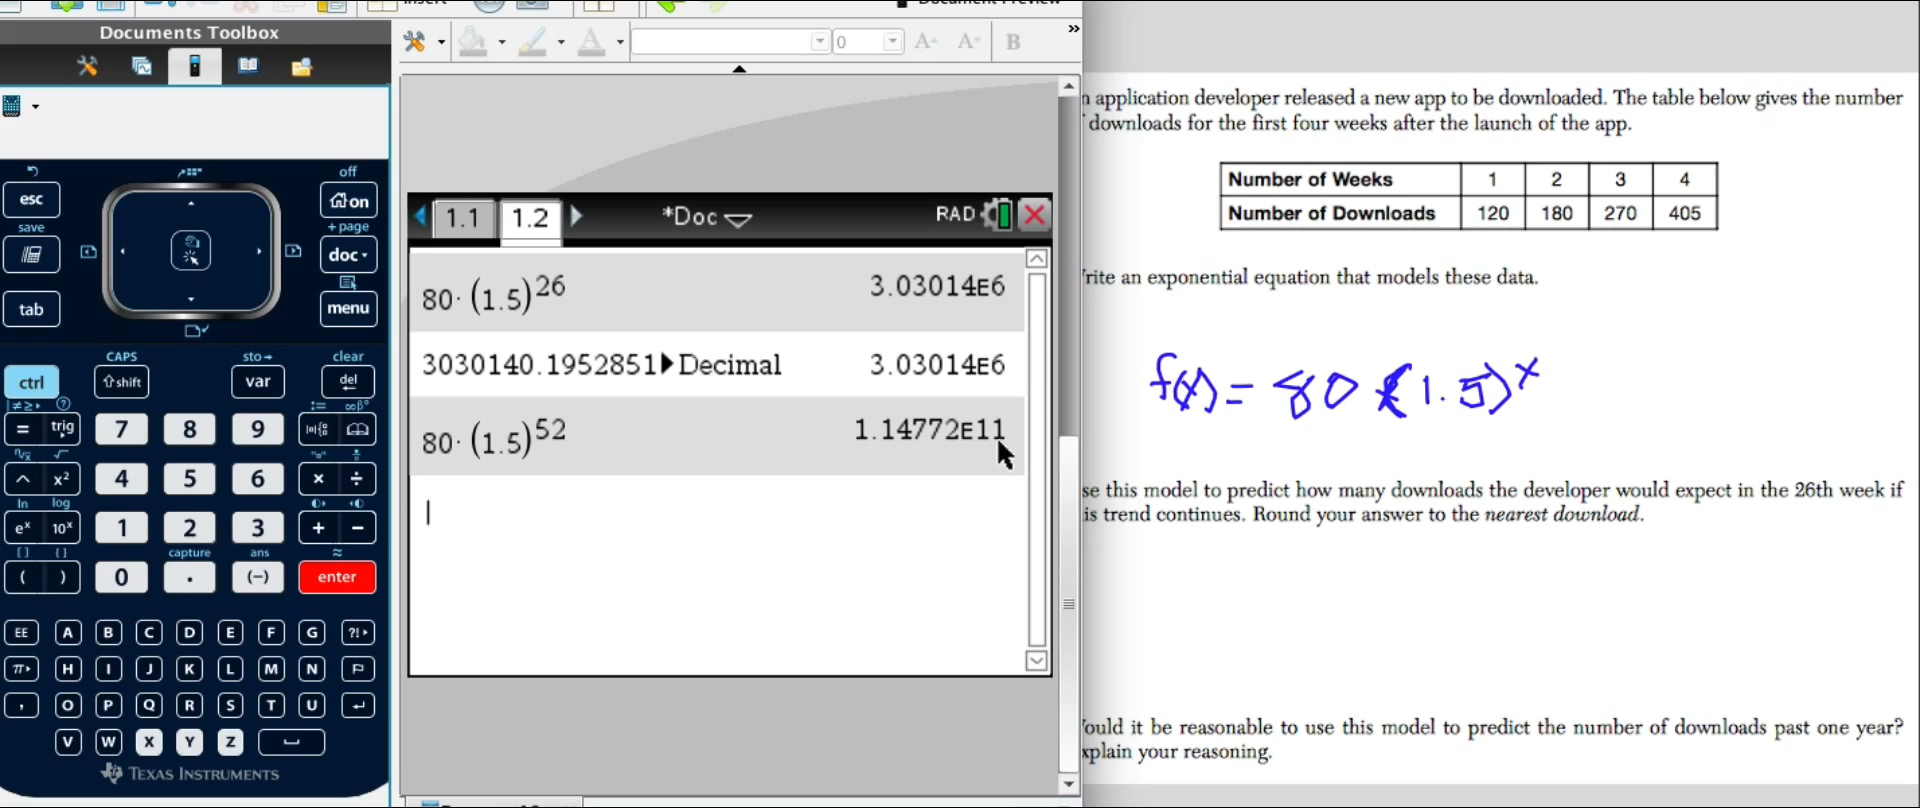 Insert
Document Preview
Documents Toolbox
0
A
A
B
»
esc
off
on
save
+ page
doc
tab
menu
CAPS
sto→
clear
ctrl
shift
var
del
=
trig
7
8
9
^
x²
4
5
6
×
÷
ln
log
eˣ
10ˣ
1
2
3
+
−
[]
{}
capture
ans
≈
(
)
0
.
(−)
enter
EE
A
B
C
D
E
F
G
?!
π
H
I
J
K
L
M
N
,
O
P
Q
R
S
T
U
V
W
X
Y
Z
TEXAS INSTRUMENTS
1.1
1.2
*Doc
RAD
80·(1.5)^26 3.03014E6
3030140.1952851▶Decimal 3.03014E6
80·(1.5)^52 1.14772E11
n application developer released a new app to be downloaded. The table below gives the number
downloads for the first four weeks after the launch of the app.
Number of Weeks 1 2 3 4
Number of Downloads 120 180 270 405
rite an exponential equation that models these data.
f(x) = 80 (1.5)^x
se this model to predict how many downloads the developer would expect in the 26th week if
is trend continues. Round your answer to the nearest download.
ould it be reasonable to use this model to predict the number of downloads past one year?
xplain your reasoning.